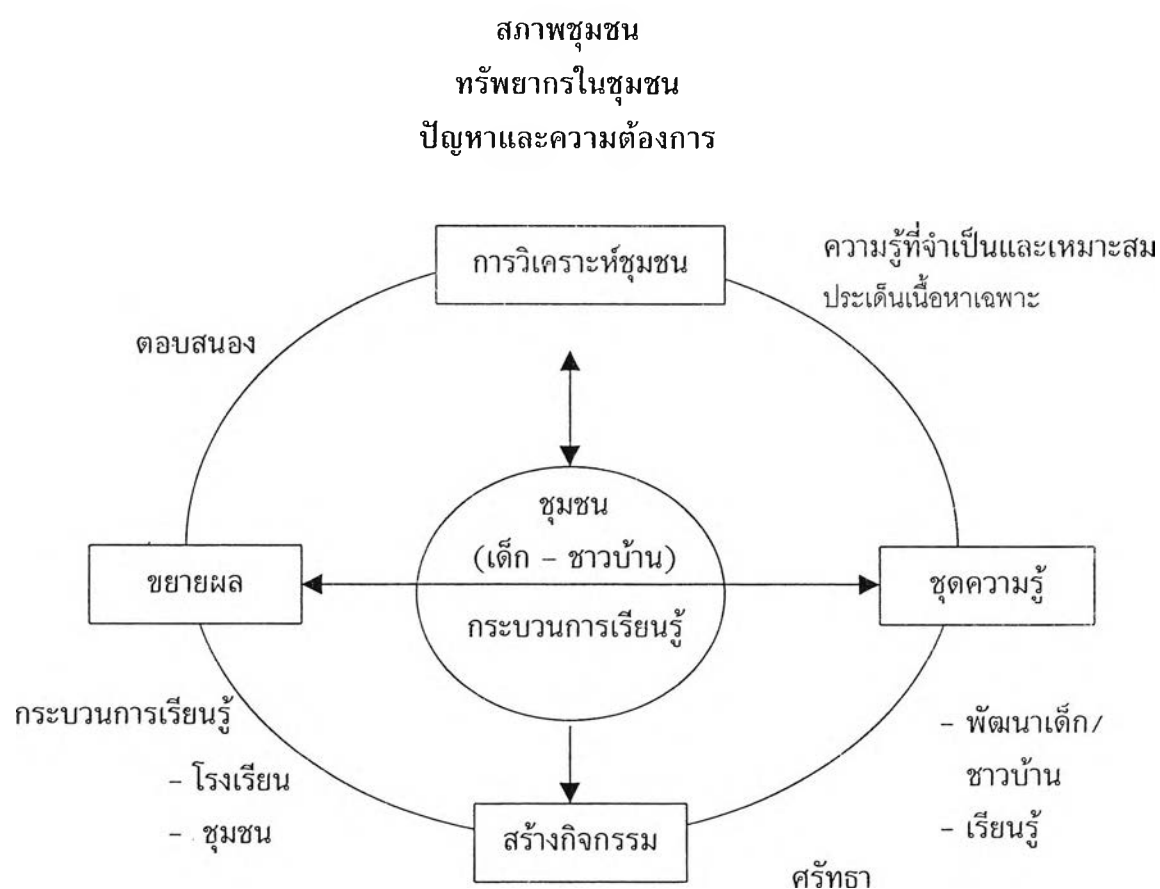 สภาพชุมชน
ทรัพยากรในชุมชน
ปัญหาและความต้องการ
การวิเคราะห์ชุมชน
ความรู้ที่จำเป็นและเหมาะสม
ประเด็นเนื้อหาเฉพาะ
ตอบสนอง
ชุมชน
(เด็ก – ชาวบ้าน)
ขยายผล
ชุดความรู้
กระบวนการเรียนรู้
กระบวนการเรียนรู้
– โรงเรียน
– ชุมชน
– พัฒนาเด็ก/
ชาวบ้าน
– เรียนรู้
สร้างกิจกรรม
ศรัทธา